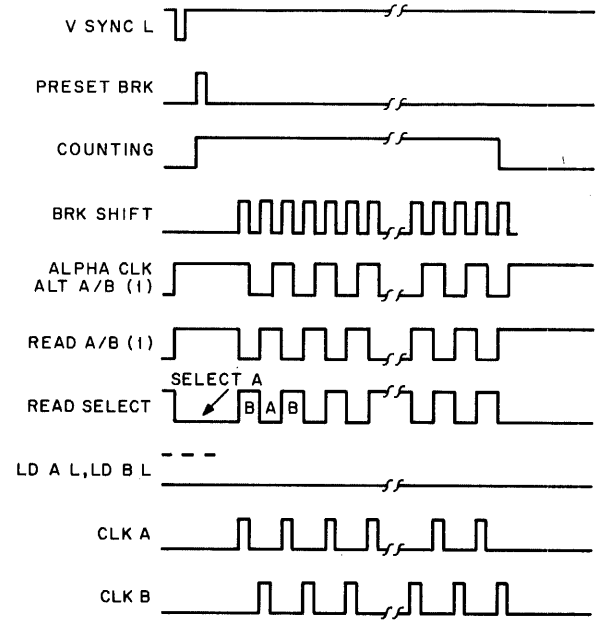 V SYNC L
PRESET BRK
COUNTING
BRK SHIFT
ALPHA CLK
ALT A/B (1)
READ A/B (1)
SELECT A
READ SELECT
B A B
LD A L, LD B L
CLK A
CLK B